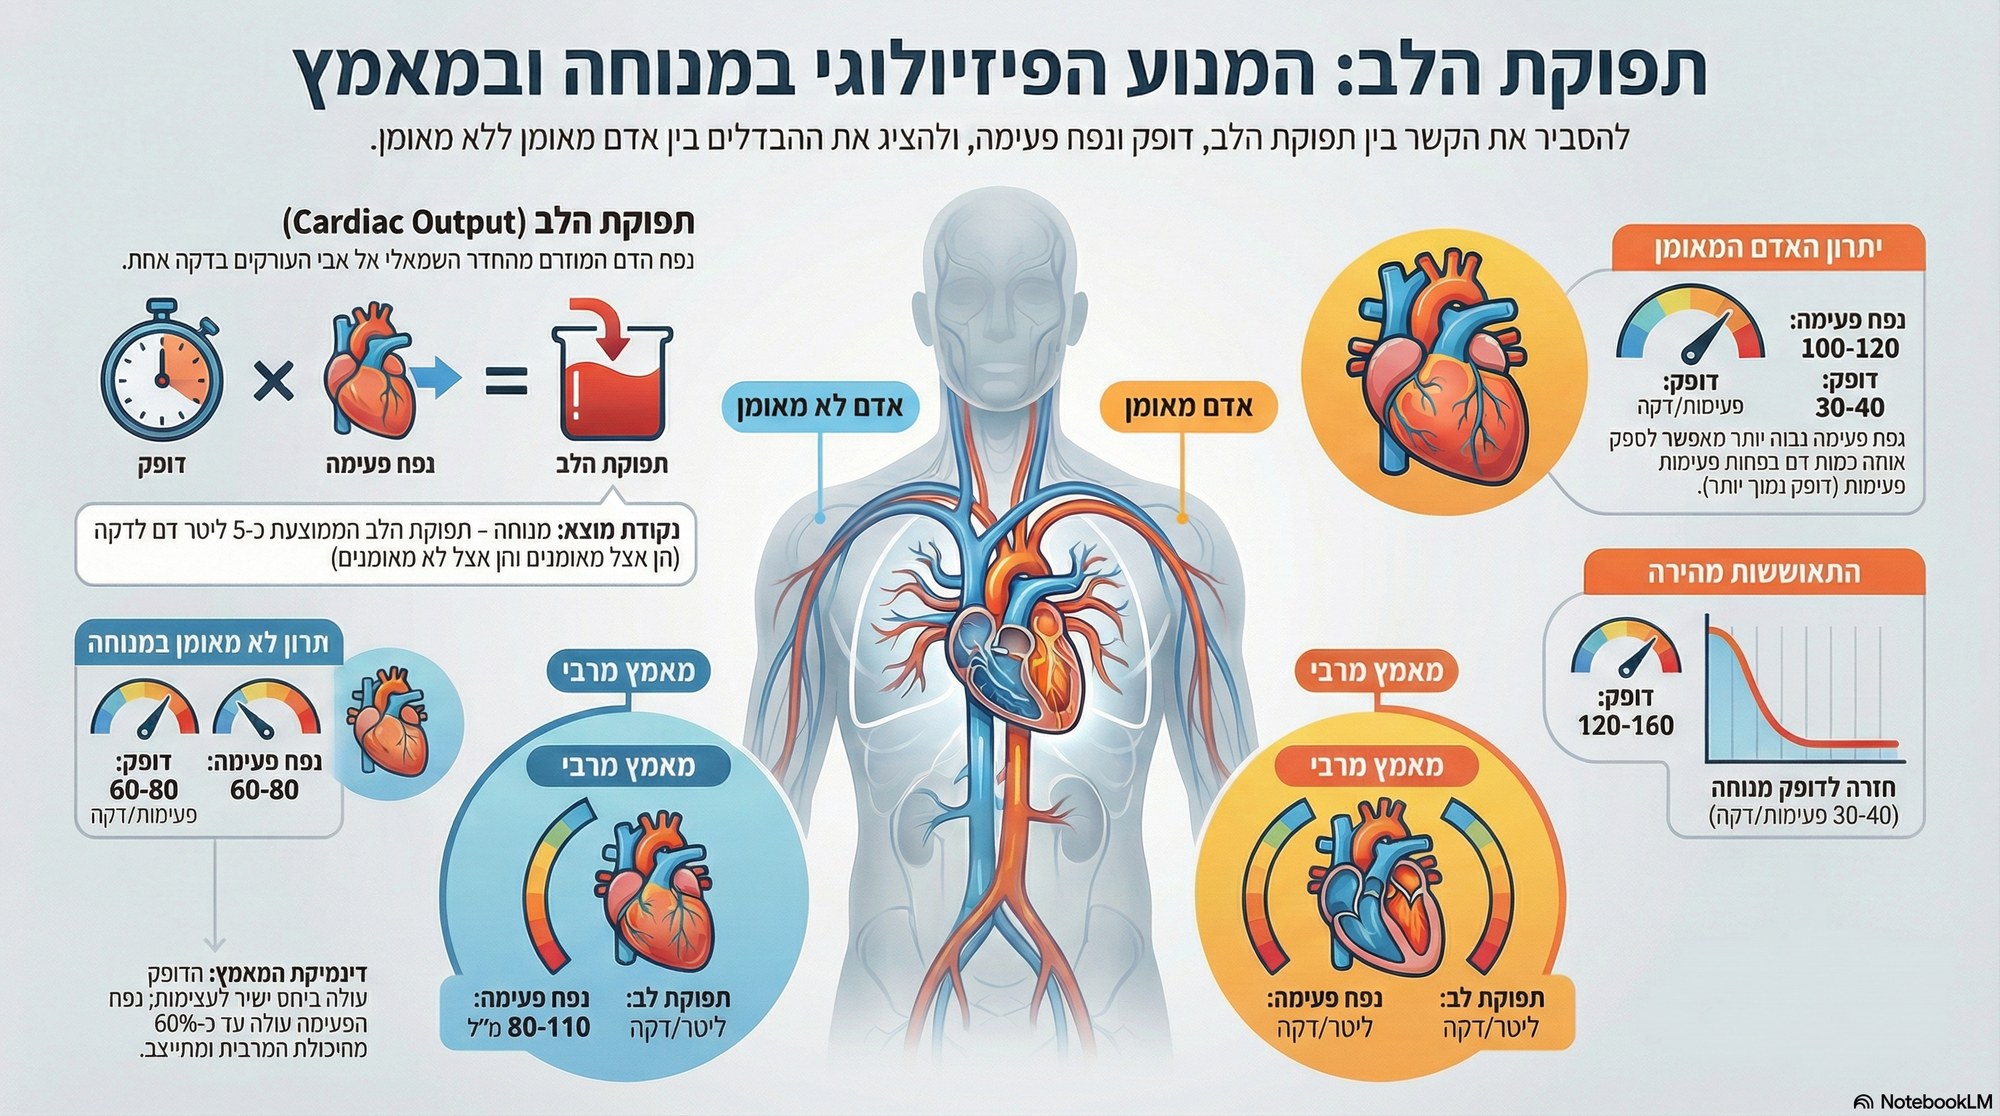 תפוקת הלב: המנוע הפיזיולוגי במנוחה ובמאמץ
להסביר את הקשר בין תפוקת הלב, דופק ונפח פעימה, ולהציג את ההבדלים בין אדם מאומן ללא מאומן.
תפוקת הלב (Cardiac Output)
נפח הדם המוזרם מהחדר השמאלי אל אבי העורקים בדקה אחת.
דופק
×
נפח פעימה
=
תפוקת הלב
נקודת מוצא: מנוחה – תפוקת הלב הממוצעת כ-5 ליטר דם לדקה
(הן אצל מאומנים והן אצל לא מאומנים)
תרון לא מאומן במנוחה
נפח פעימה:
60-80
דופק:
60-80
פעימות/דקה
דינמיקת המאמץ: הדופק
עולה ביחס ישיר לעצימות; נפח
הפעימה עולה עד כ-60%
מחיכולת המרבית ומתייצב.
אדם לא מאומן
אדם מאומן
מאמץ מרבי
מאמץ מרבי
תפוקת לב:
ליטר/דקה
נפח פעימה:
80-110 מ״ל
מאמץ מרבי
מאמץ מרבי
תפוקת לב:
ליטר/דקה
נפח פעימה:
ליטר/דקה
יתרון האדם המאומן
נפח פעימה:
100-120
דופק:
30-40
דופק:
פעימות/דקה
גפת פעימה גבוה יותר מאפשר לספק
אוזזה כמות דם בפחות פעימות
פעימות (דופק נמוך יותר).
התאוששות מהירה
דופק:
120-160
חזרה לדופק מנוחה
(30-40 פעימות/דקה)
NotebookLM